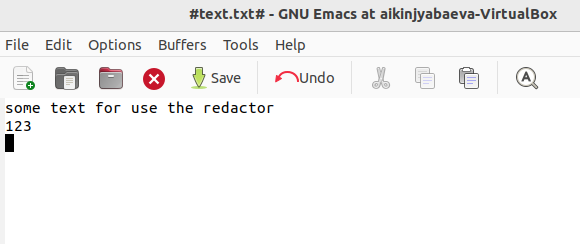 #text.txt# - GNU Emacs at aikinjyabaeva-VirtualBox
File Edit Options Buffers Tools Help
Save Undo
some text for use the redactor
123